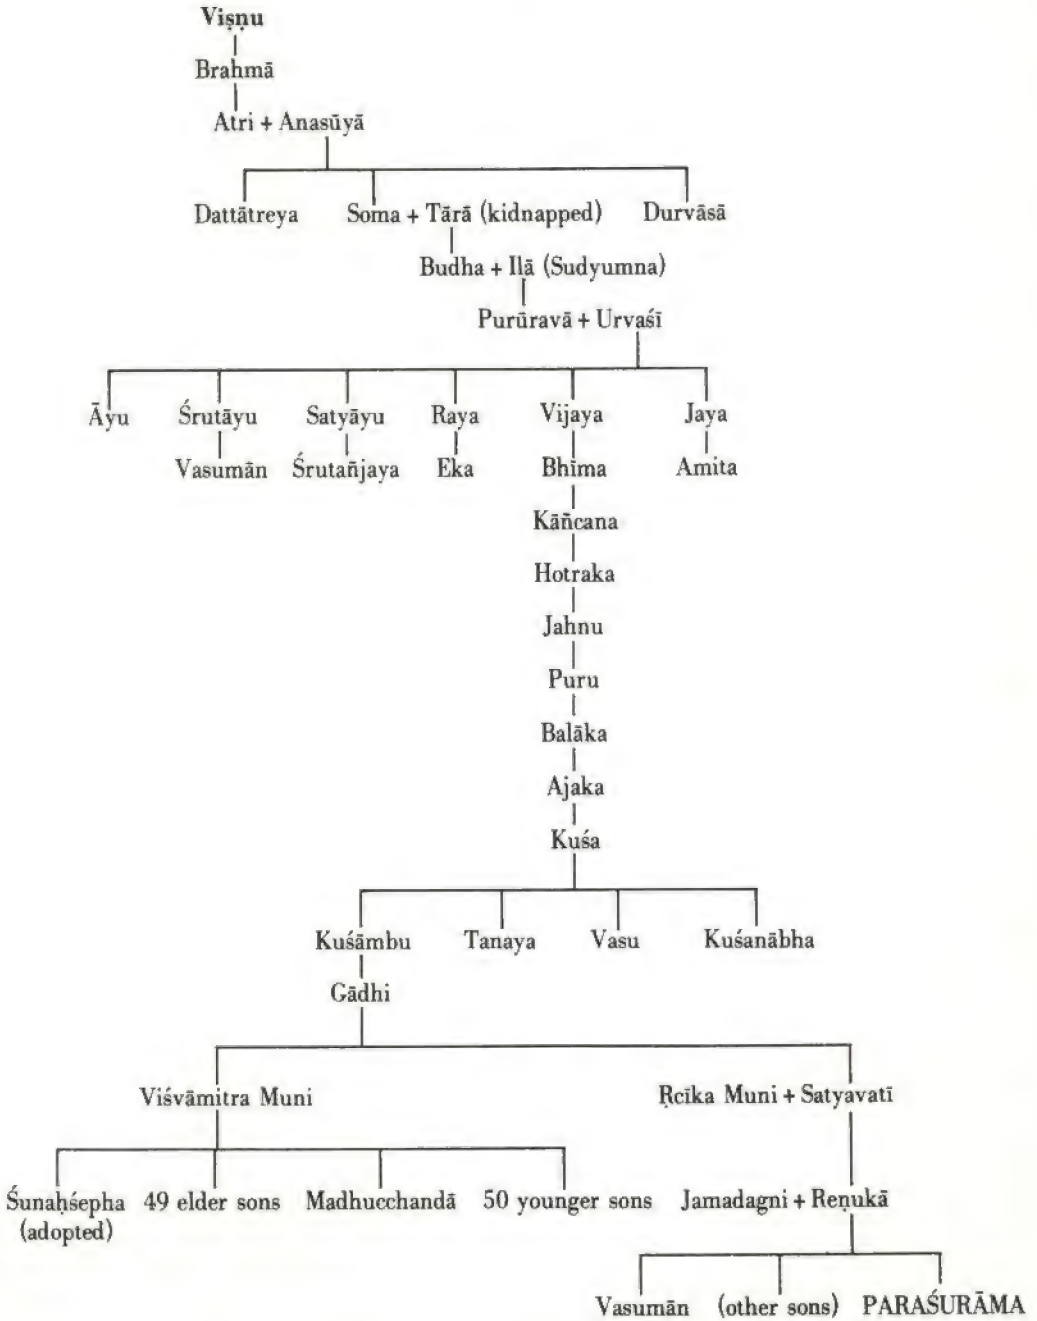 Viṣṇu
Brahmā
Atri + Anasūyā
Dattātreya Soma + Tārā (kidnapped) Durvāsā
Budha + Ilā (Sudyumna)
Purūravā + Urvaśī
Āyu Śrutāyu Satyāyu Raya Vijaya Jaya
Vasumān Śrutañjaya Eka Bhīma Amita
Kāñcana
Hotraka
Jahnu
Puru
Balāka
Ajaka
Kuśa
Kuśāmbu Tanaya Vasu Kuśanābha
Gādhi
Viśvāmitra Muni Ṛcīka Muni + Satyavatī
Śunaḥśepha 49 elder sons Madhucchandā 50 younger sons Jamadagni + Reṇukā
(adopted)
Vasumān (other sons) PARAŚURĀMA